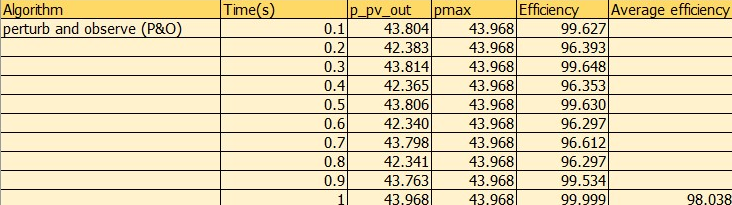 Algorithm Time(s) p_pv_out pmax Efficiency Average efficiency
perturb and observe (P&O) 0.1 43.804 43.968 99.627
0.2 42.383 43.968 96.393
0.3 43.814 43.968 99.648
0.4 42.365 43.968 96.353
0.5 43.806 43.968 99.630
0.6 42.340 43.968 96.297
0.7 43.798 43.968 96.612
0.8 42.341 43.968 96.297
0.9 43.763 43.968 99.534
1 43.968 43.968 99.999 98.038